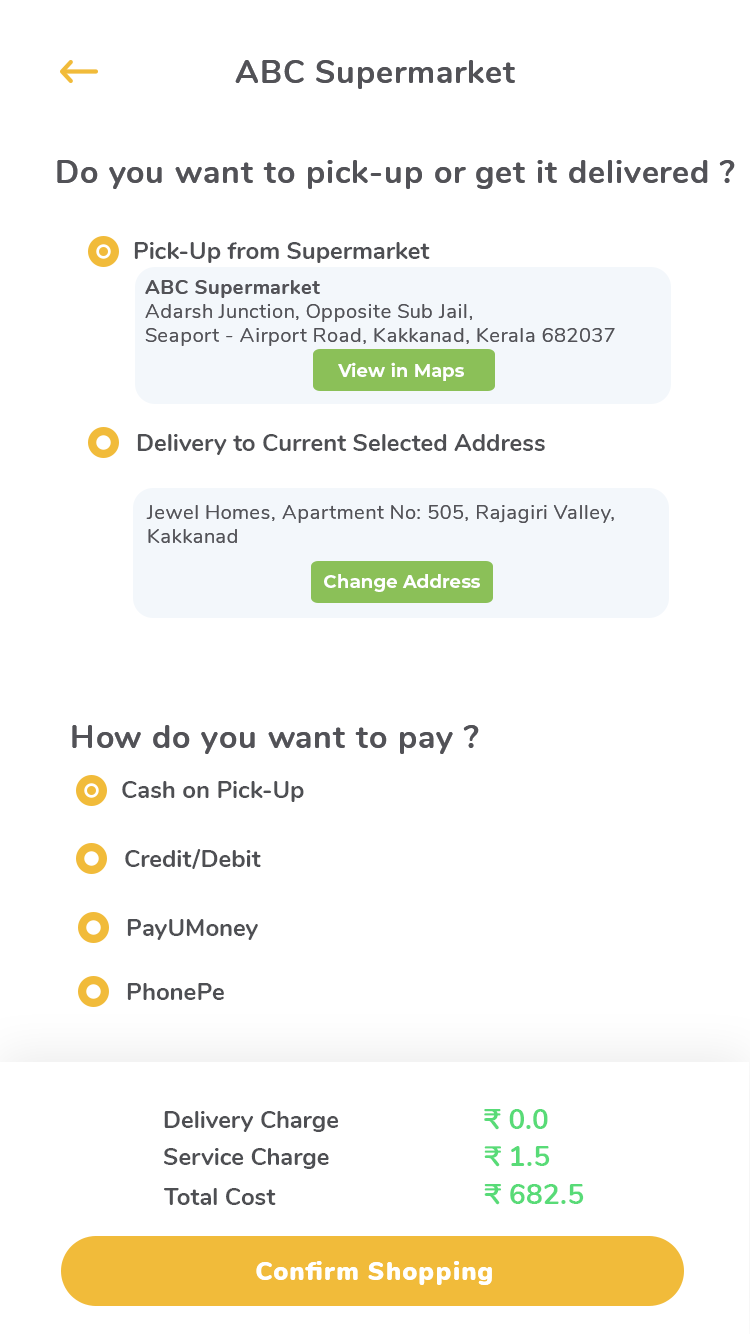 ABC Supermarket
Do you want to pick-up or get it delivered ?
Pick-Up from Supermarket
ABC Supermarket
Adarsh Junction, Opposite Sub Jail,
Seaport - Airport Road, Kakkanad, Kerala 682037
View in Maps
Delivery to Current Selected Address
Jewel Homes, Apartment No: 505, Rajagiri Valley,
Kakkanad
Change Address
How do you want to pay ?
Cash on Pick-Up
Credit/Debit
PayUMoney
PhonePe
Delivery Charge ₹ 0.0
Service Charge ₹ 1.5
Total Cost ₹ 682.5
Confirm Shopping